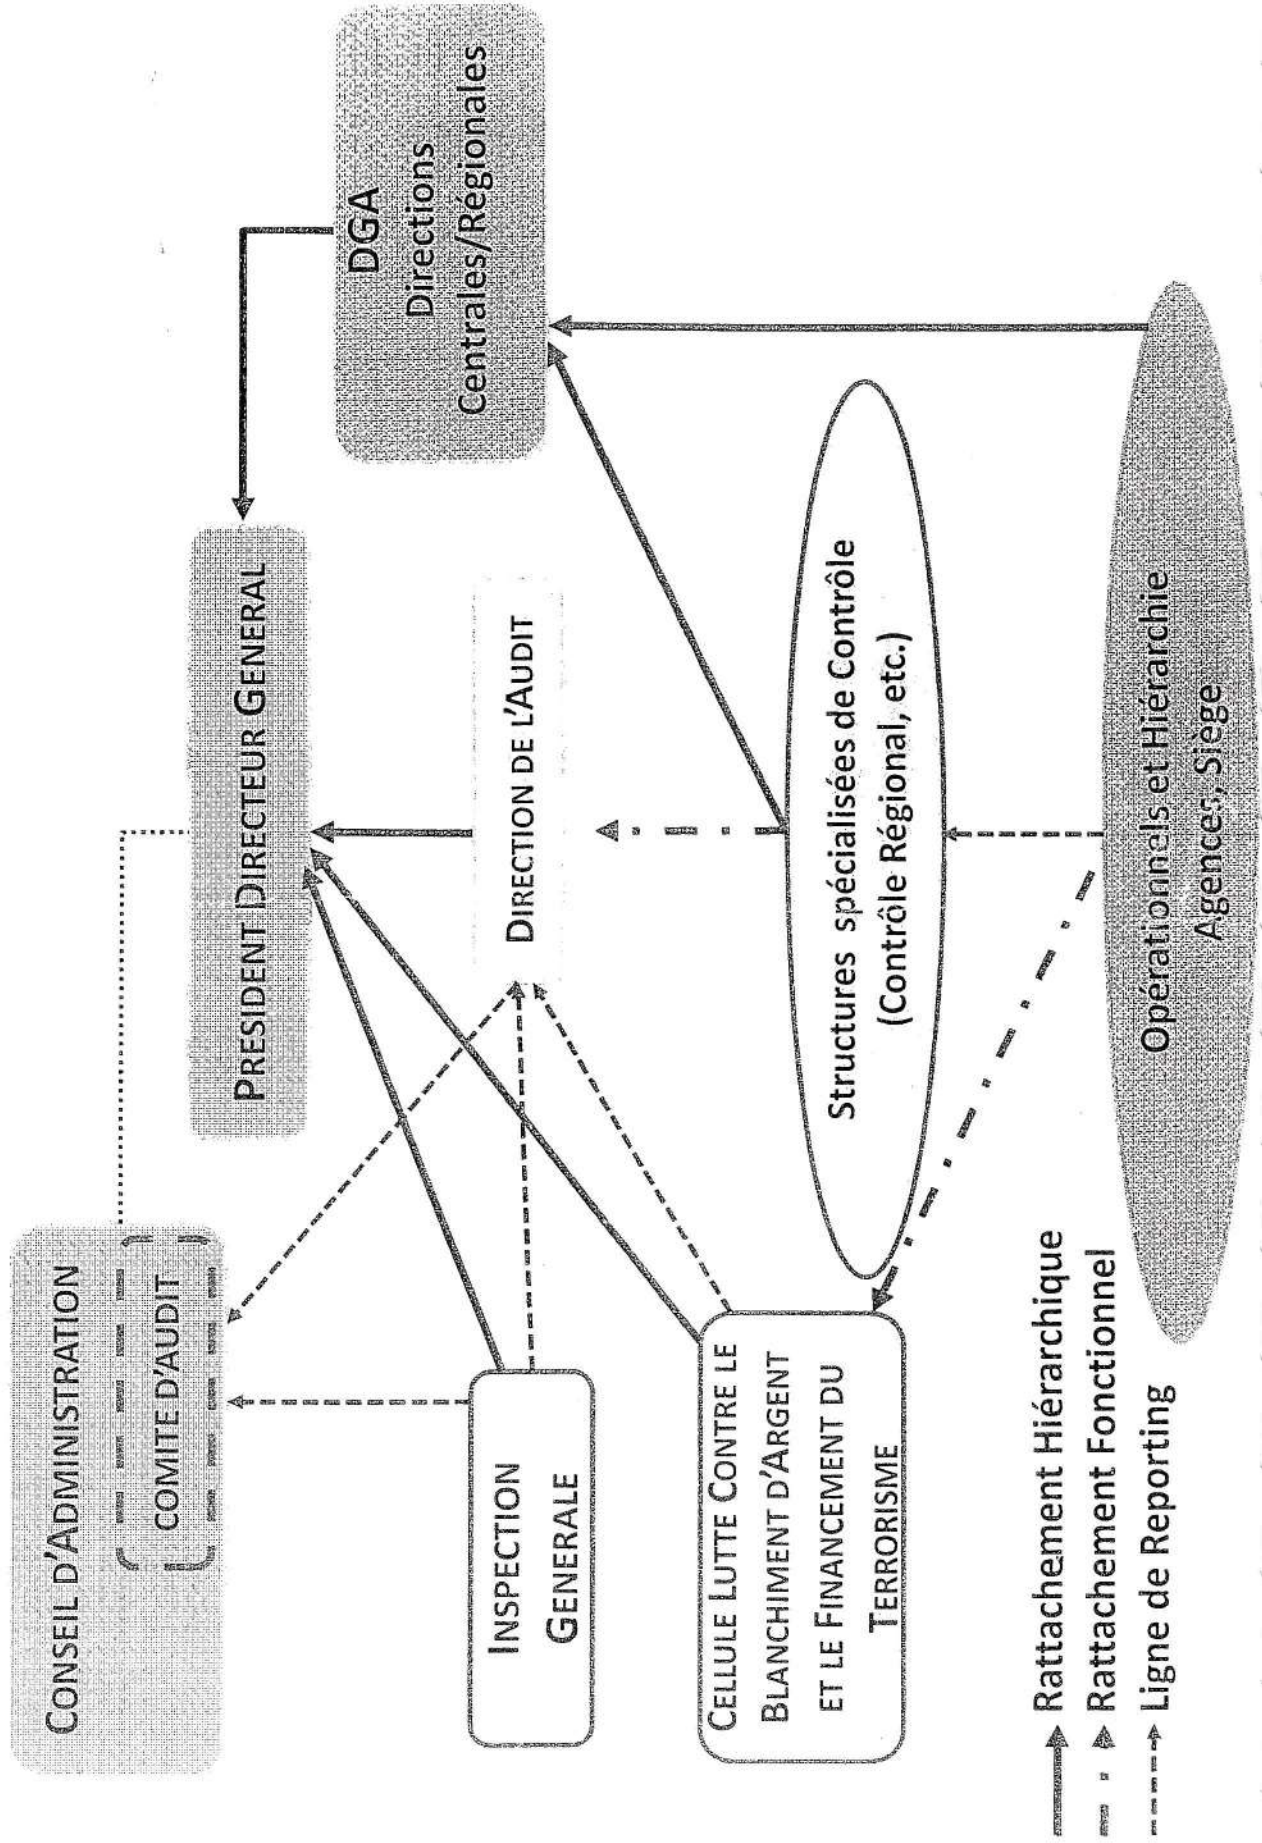 CONSEIL D'ADMINISTRATION
COMITE D'AUDIT
PRESIDENT DIRECTEUR GENERAL
DGA
Directions
Centrales/Régionales
INSPECTION
GENERALE
DIRECTION DE L'AUDIT
CELLULE LUTTE CONTRE LE
BLANCHIMENT D'ARGENT
ET LE FINANCEMENT DU
TERRORISME
Structures spécialisées de Contrôle
(Contrôle Régional, etc.)
Opérationnels et Hiérarchie
Agences, Siège
Rattachement Hiérarchique
Rattachement Fonctionnel
Ligne de Reporting